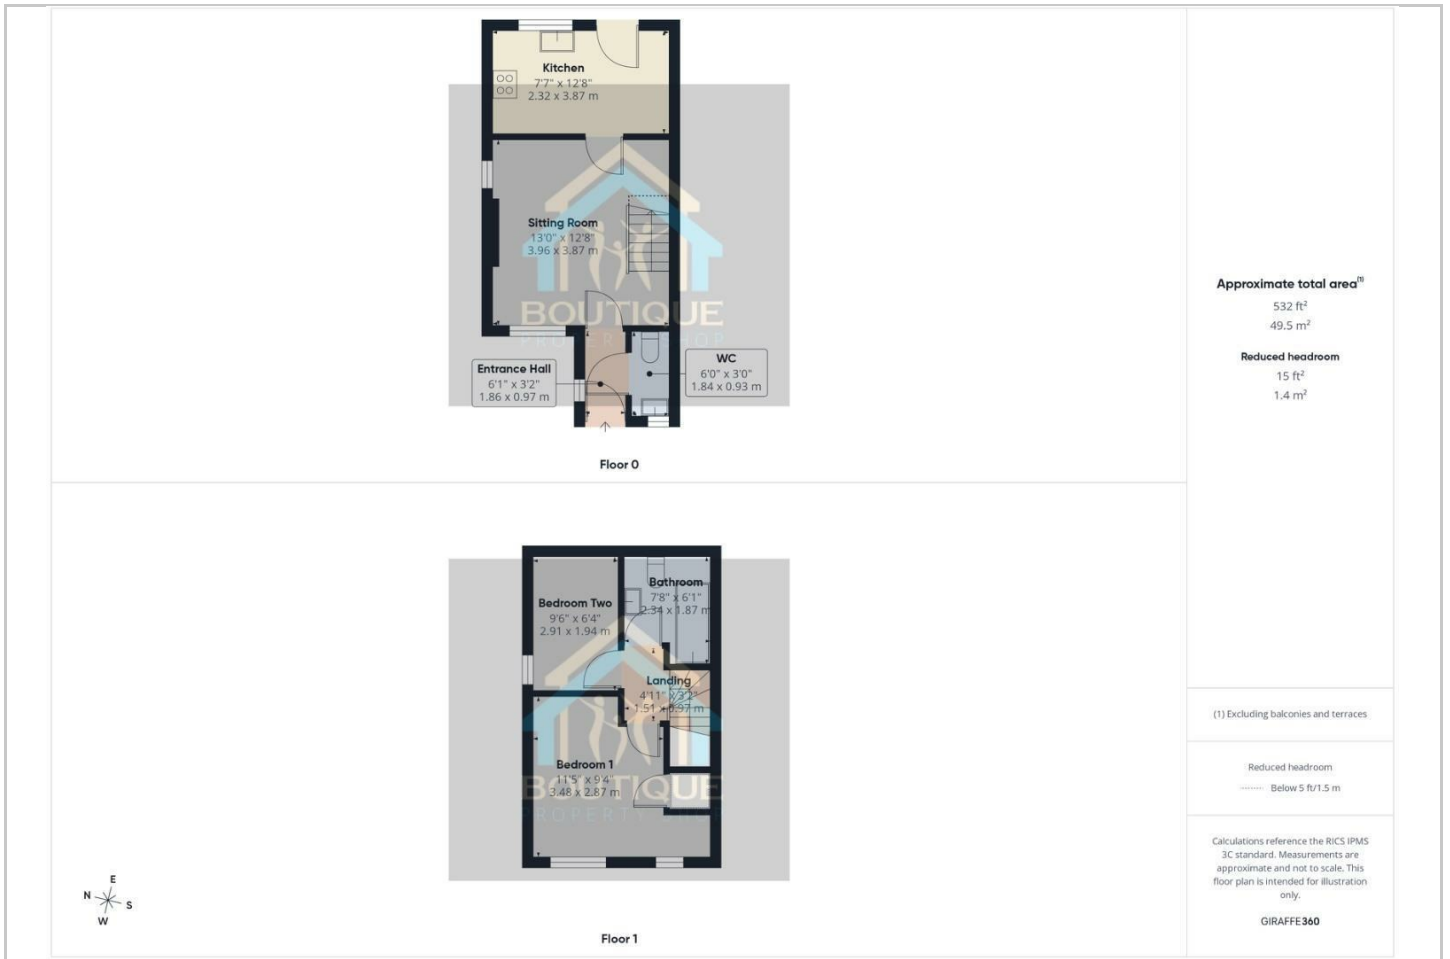 Kitchen
7'7" x 12'8"
2.32 x 3.87 m
Sitting Room
13'0" x 12'8"
3.96 x 3.87 m
BOUTIQUE
PROPERTY SHOP
Entrance Hall
6'1" x 3'2"
1.86 x 0.97 m
WC
6'0" x 3'0"
1.84 x 0.93 m
Floor 0
Approximate total area(1)
532 ft²
49.5 m²
Reduced headroom
15 ft²
1.4 m²
Bedroom Two
9'6" x 6'4"
2.91 x 1.94 m
Bathroom
7'8" x 6'1"
2.34 x 1.87 m
Landing
4'11" x 3'2"
1.51 x 0.97 m
Bedroom 1
11'5" x 9'4"
3.48 x 2.87 m
BOUTIQUE
PROPERTY SHOP
E
N
S
W
Floor 1
(1) Excluding balconies and terraces
Reduced headroom
Below 5 ft/1.5 m
Calculations reference the RICS IPMS
3C standard. Measurements are
approximate and not to scale. This
floor plan is intended for illustration
only.
GIRAFFE360